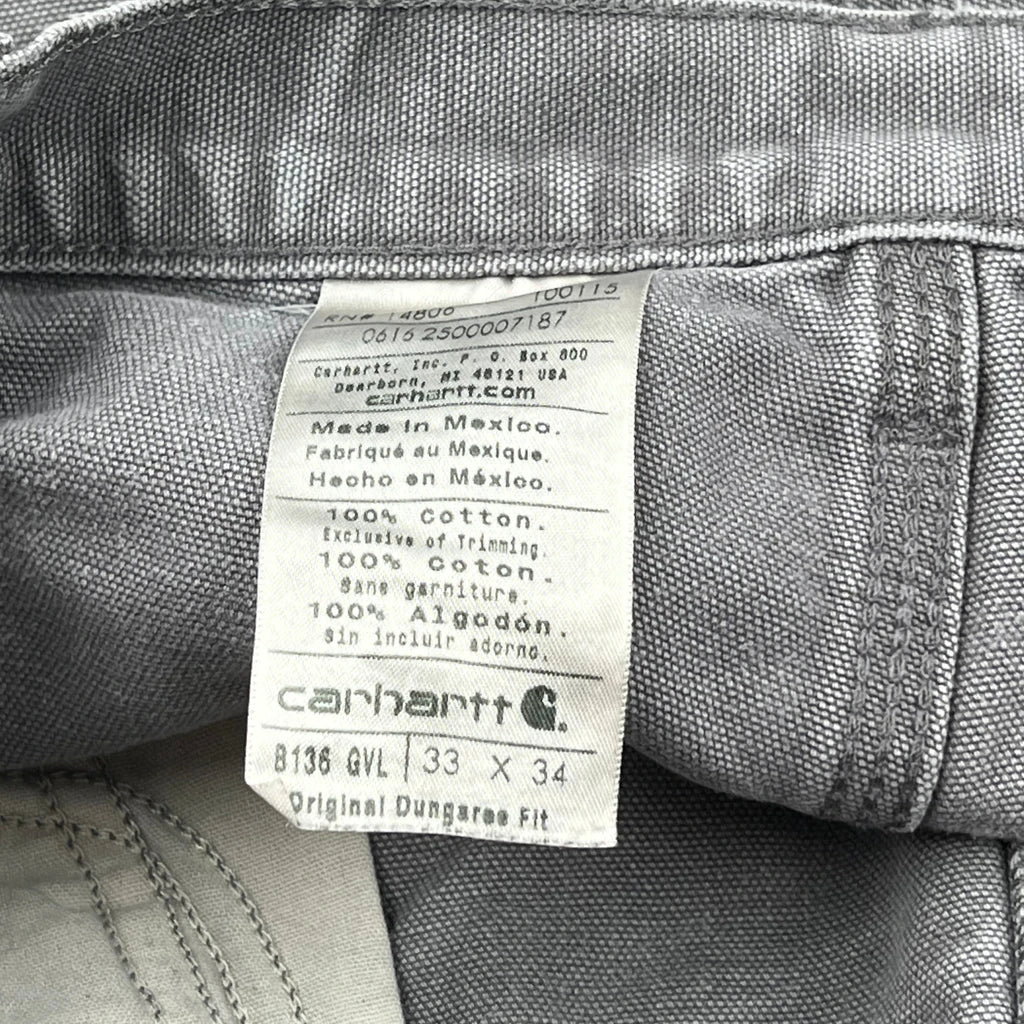 RN# 14806 100115
0616 2500007187
Carhartt, Inc. P. O. Box 600
Dearborn, MI 48121 USA
carhartt.com
Made in Mexico.
Fabriqué au Mexique.
Hecho en México.
100% Cotton.
Exclusive of Trimming.
100% Coton.
Sans garniture.
100% Algodón.
Sin incluir adorno.
carhartt
8136 GVL 33 X 34
Original Dungaree Fit